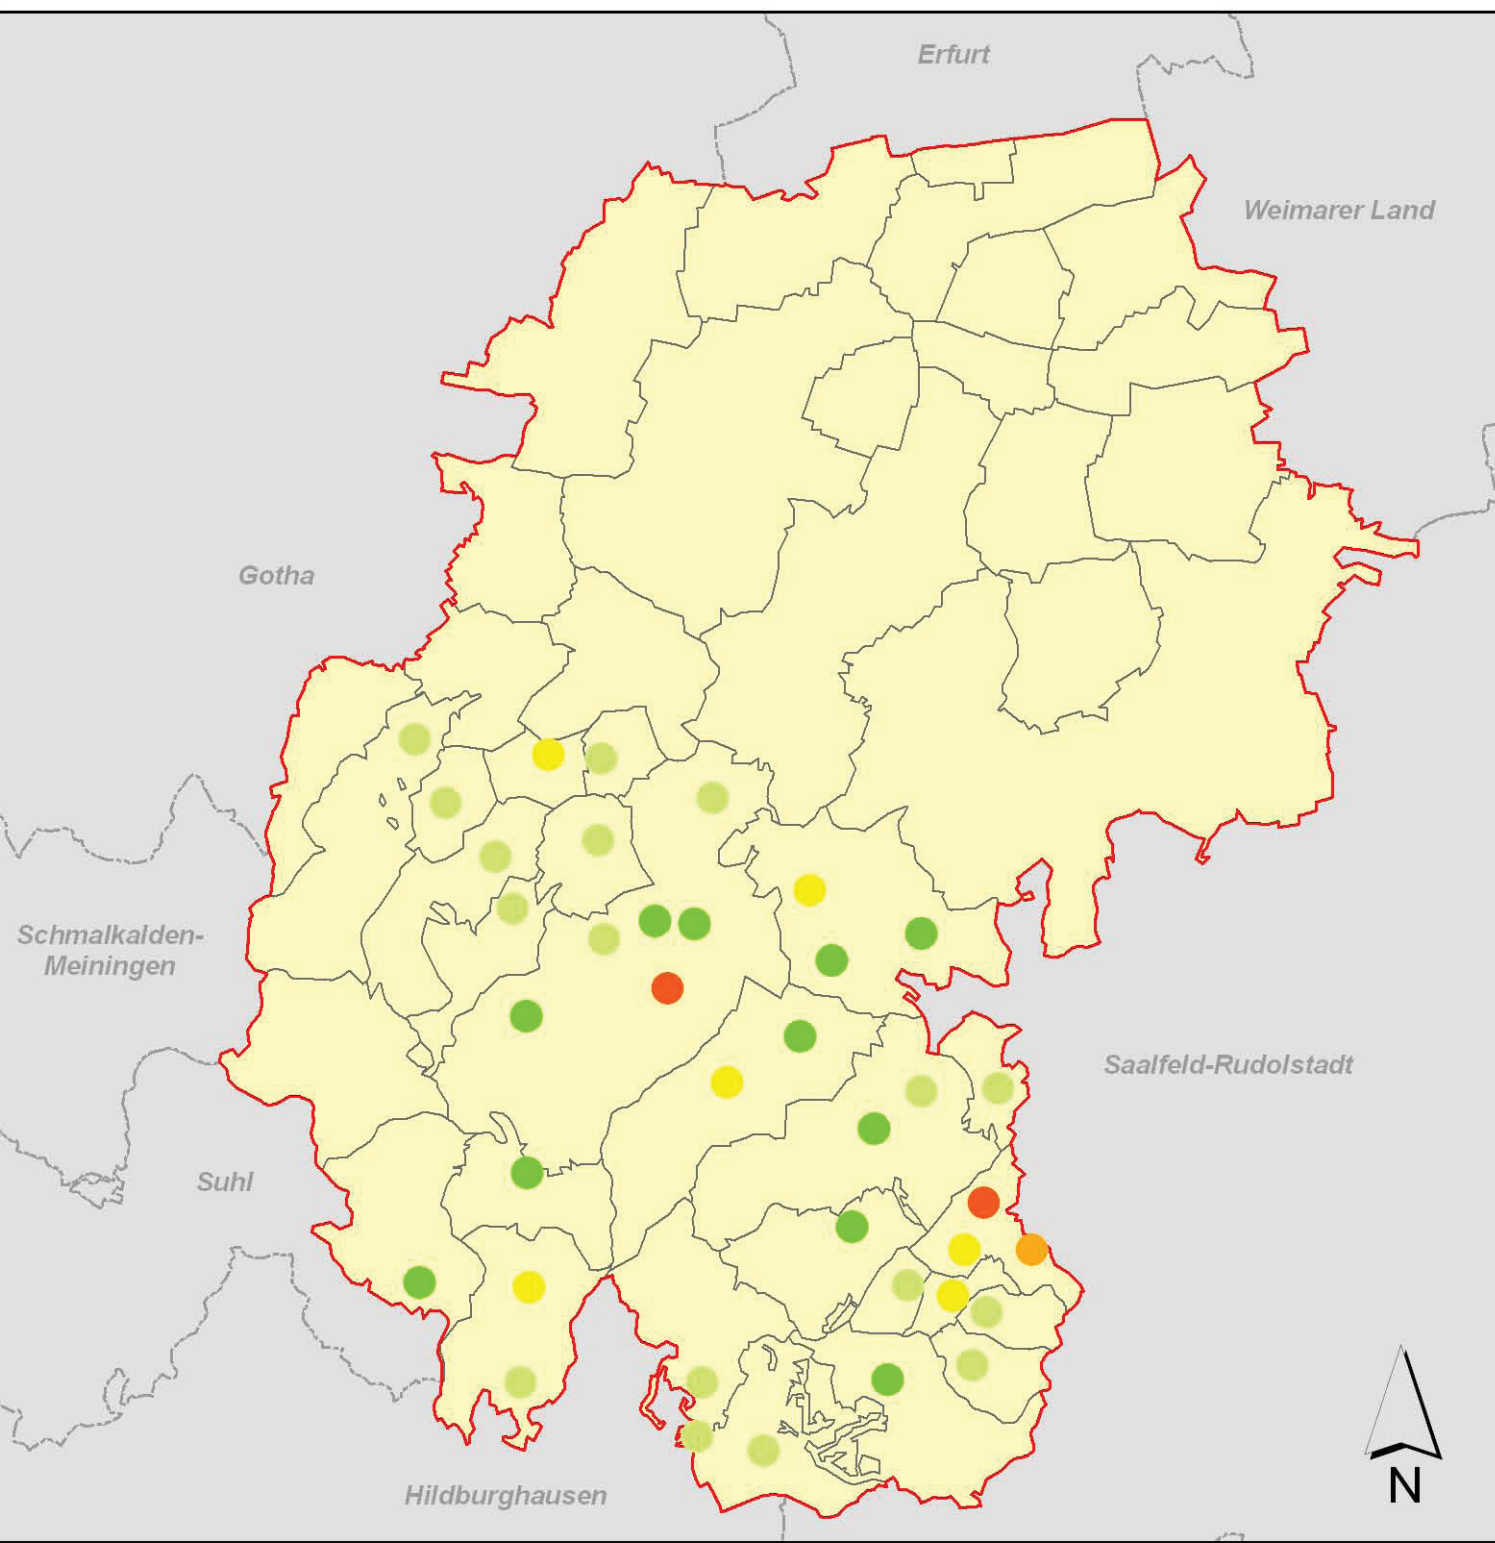 Erfurt
Weimarer Land
Gotha
Schmalkalden-
Meiningen
Saalfeld-Rudolstadt
Suhl
Hildburghausen
N